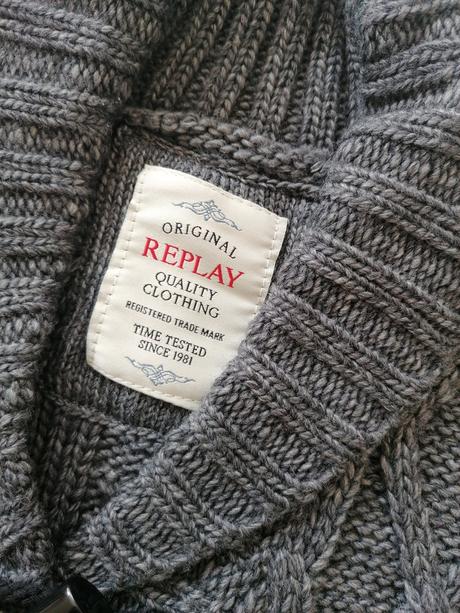 ORIGINAL
REPLAY
QUALITY
CLOTHING
REGISTERED TRADE MARK
TIME TESTED
SINCE 1981